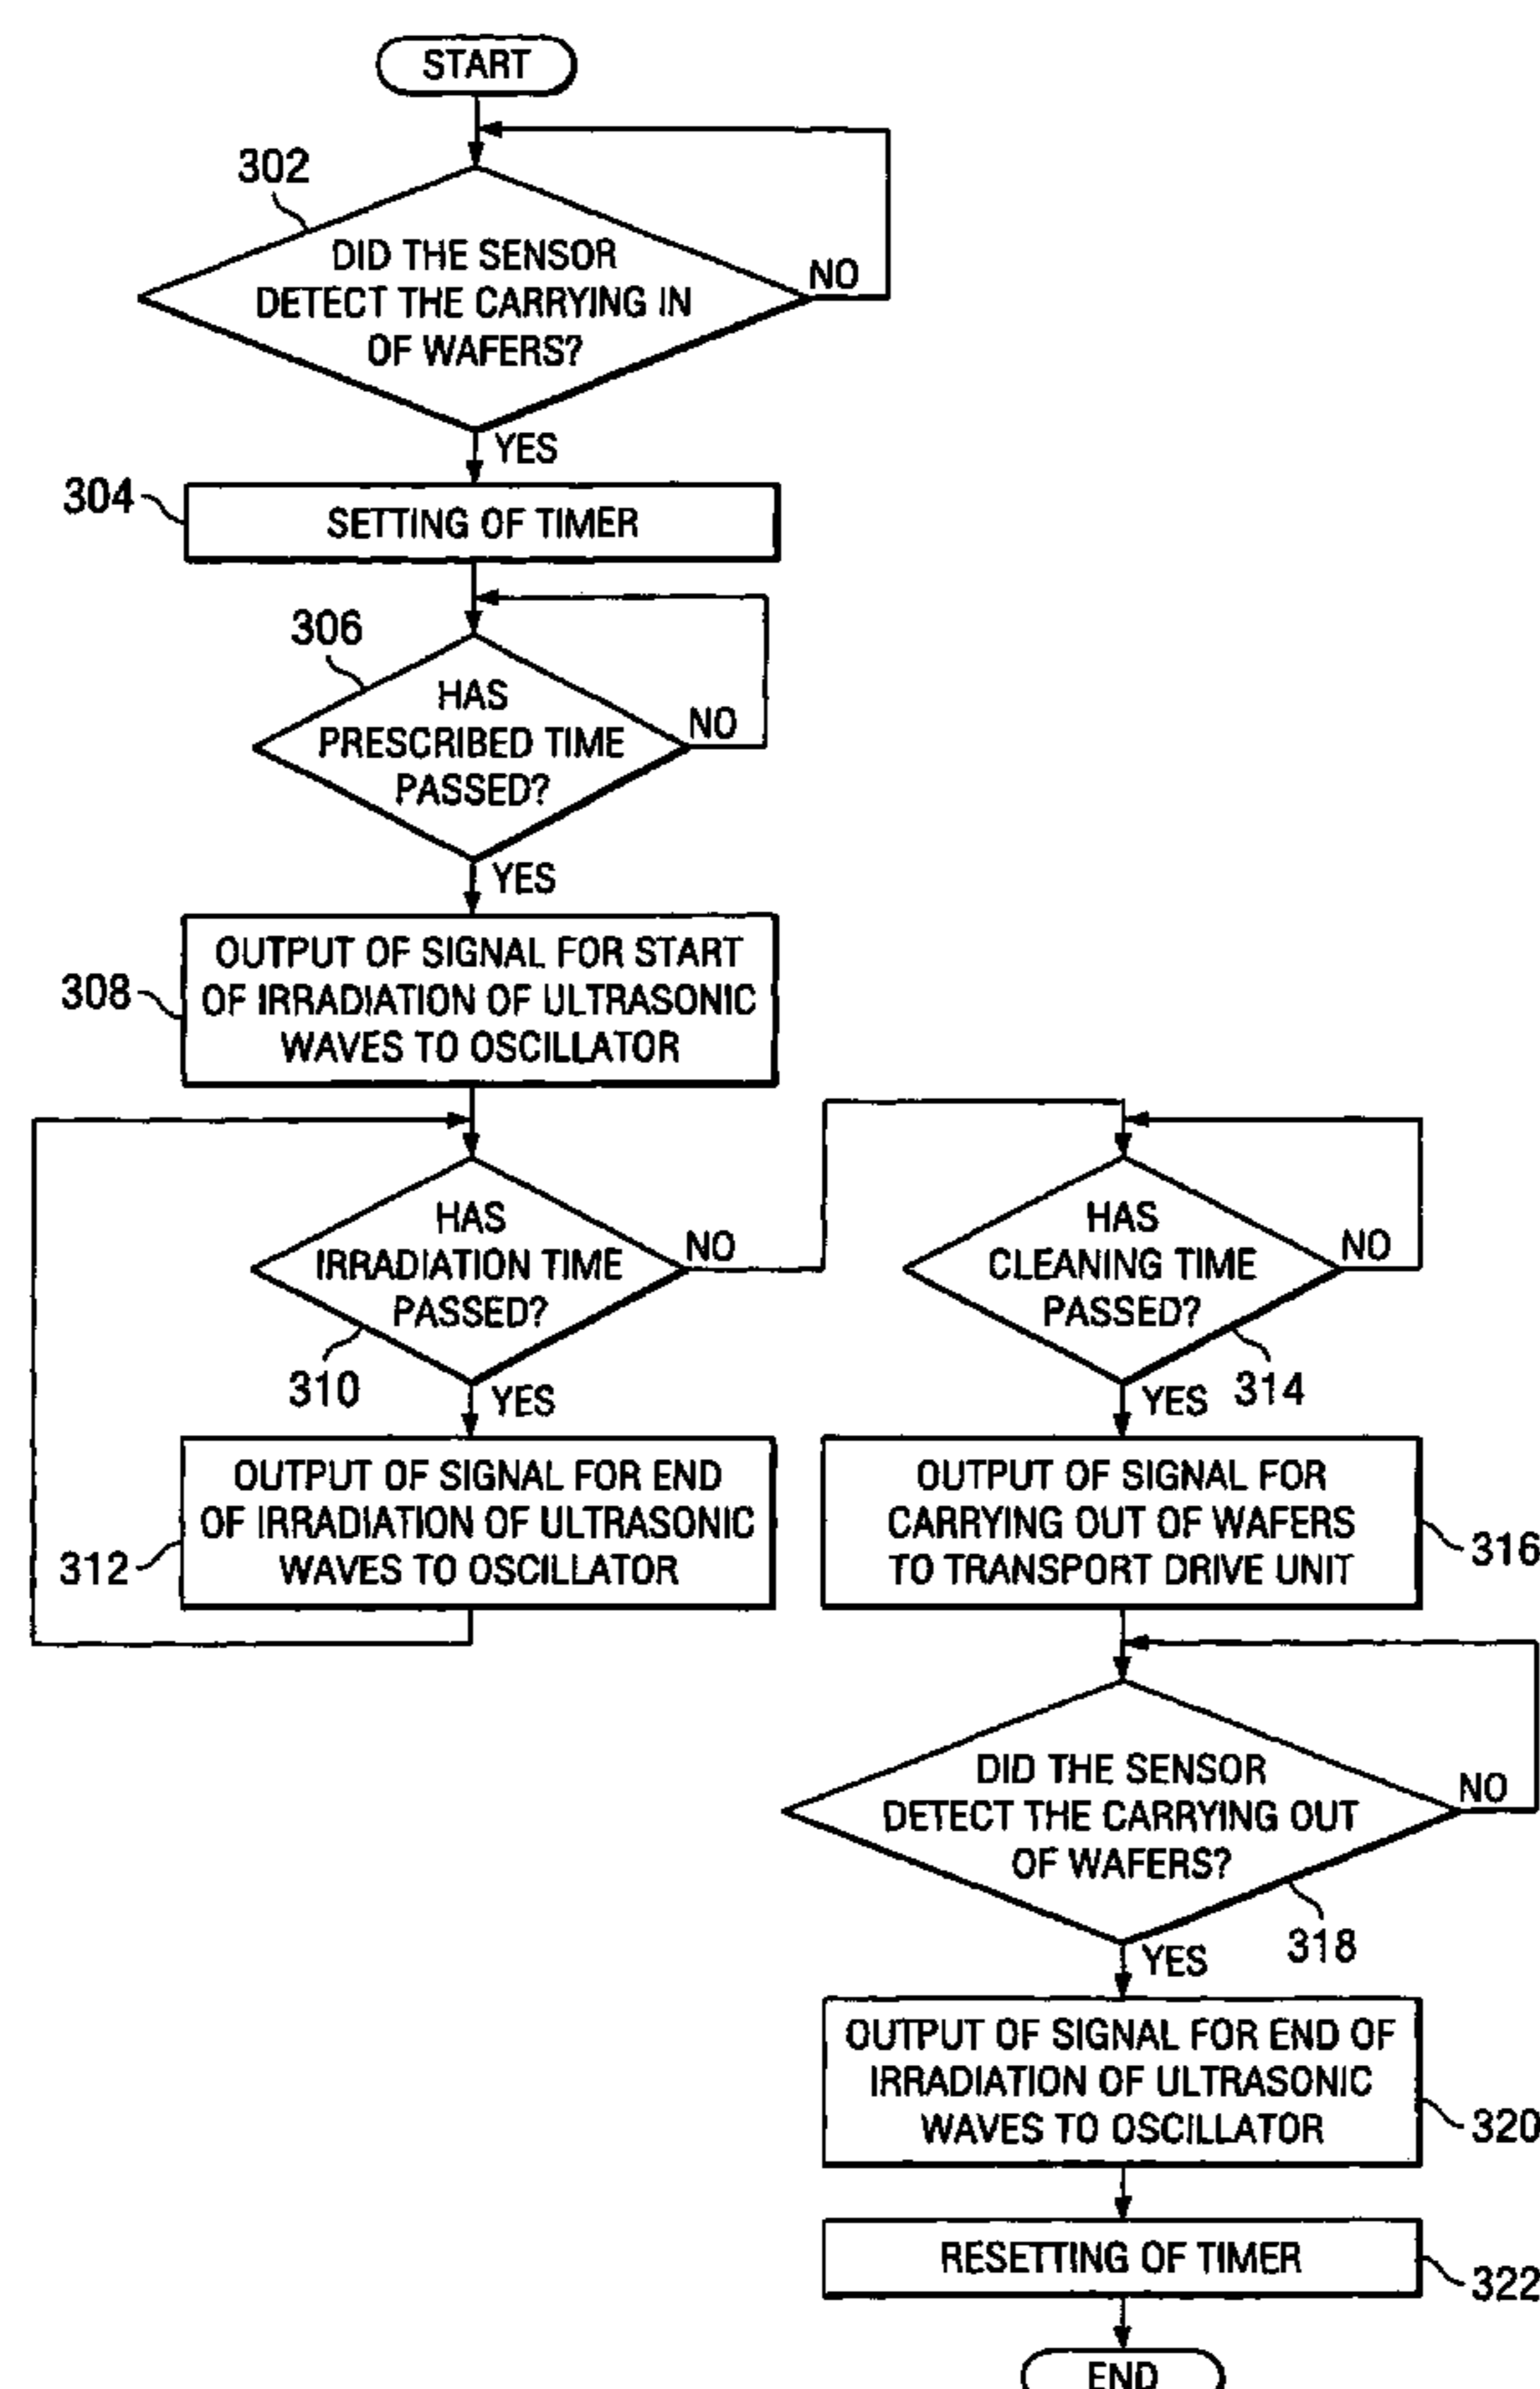 START
302
DID THE SENSOR
DETECT THE CARRYING IN
OF WAFERS?
NO
YES
304
SETTING OF TIMER
306
HAS
PRESCRIBED TIME
PASSED?
NO
YES
308
OUTPUT OF SIGNAL FOR START
OF IRRADIATION OF ULTRASONIC
WAVES TO OSCILLATOR
HAS
IRRADIATION TIME
PASSED?
NO
310
YES
312
OUTPUT OF SIGNAL FOR END
OF IRRADIATION OF ULTRASONIC
WAVES TO OSCILLATOR
HAS
CLEANING TIME
PASSED?
NO
314
YES
OUTPUT OF SIGNAL FOR
CARRYING OUT OF WAFERS
TO TRANSPORT DRIVE UNIT
316
DID THE SENSOR
DETECT THE CARRYING OUT
OF WAFERS?
NO
318
YES
OUTPUT OF SIGNAL FOR END OF
IRRADIATION OF ULTRASONIC
WAVES TO OSCILLATOR
320
RESETTING OF TIMER
322
END